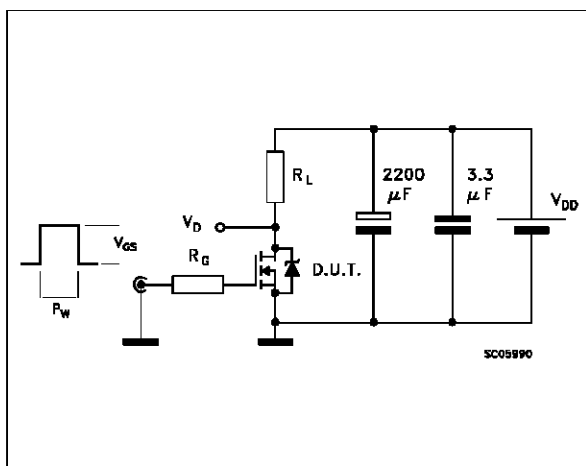 R_L
2200
µF
3.3
µF
V_DD
V_D
V_GS
R_G
D.U.T.
P_W
SC05990